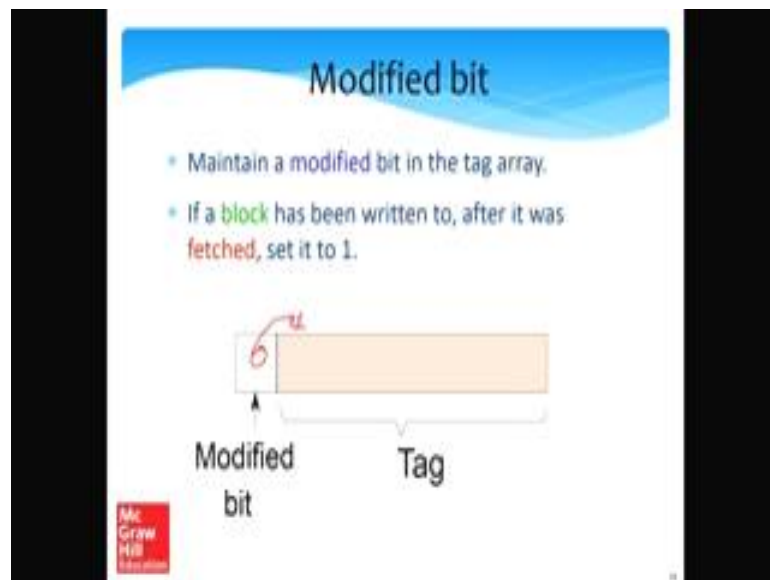 Modified bit
Maintain a modified bit in the tag array.
If a block has been written to, after it was
fetched, set it to 1.
Modified
bit
Tag
Mc
Graw
Hill
Education